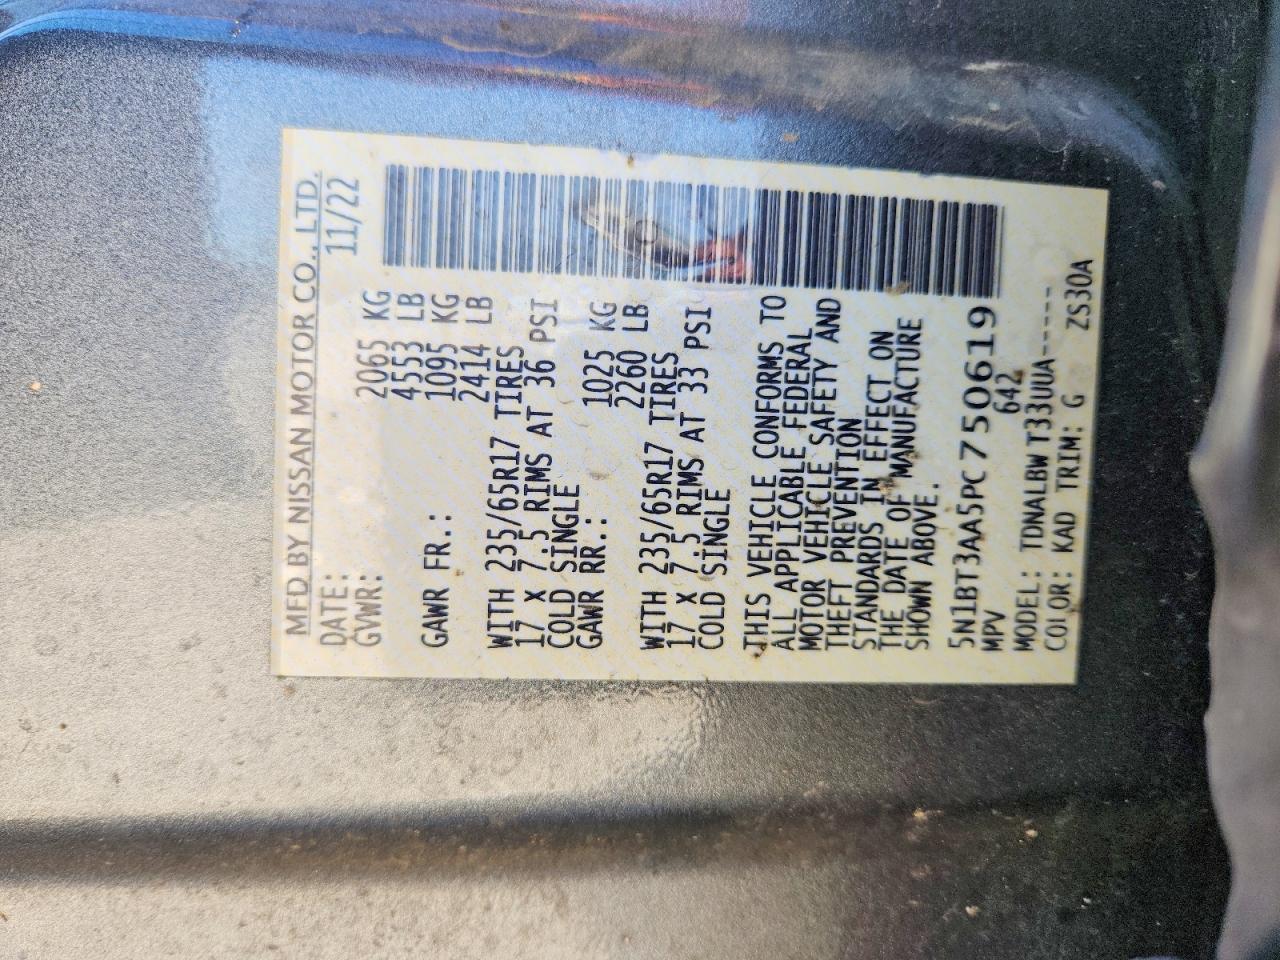 MFD BY NISSAN MOTOR CO., LTD.
DATE: 11/22
GVWR: 2065 KG
4553 LB
GAWR FR.: 1095 KG
2414 LB
WITH 235/65R17 TIRES
17 x 7.5 RIMS AT 36 PSI
COLD SINGLE
GAWR RR.: 1025 KG
2260 LB
WITH 235/65R17 TIRES
17 x 7.5 RIMS AT 33 PSI
COLD SINGLE
THIS VEHICLE CONFORMS TO
ALL APPLICABLE FEDERAL
MOTOR VEHICLE SAFETY AND
THEFT PREVENTION
STANDARDS IN EFFECT ON
THE DATE OF MANUFACTURE
SHOWN ABOVE.
5N1BT3AA5PC750619
MPV 642
MODEL: TDNALBW T33UUA-----
COLOR: KAD TRIM: G ZS30A